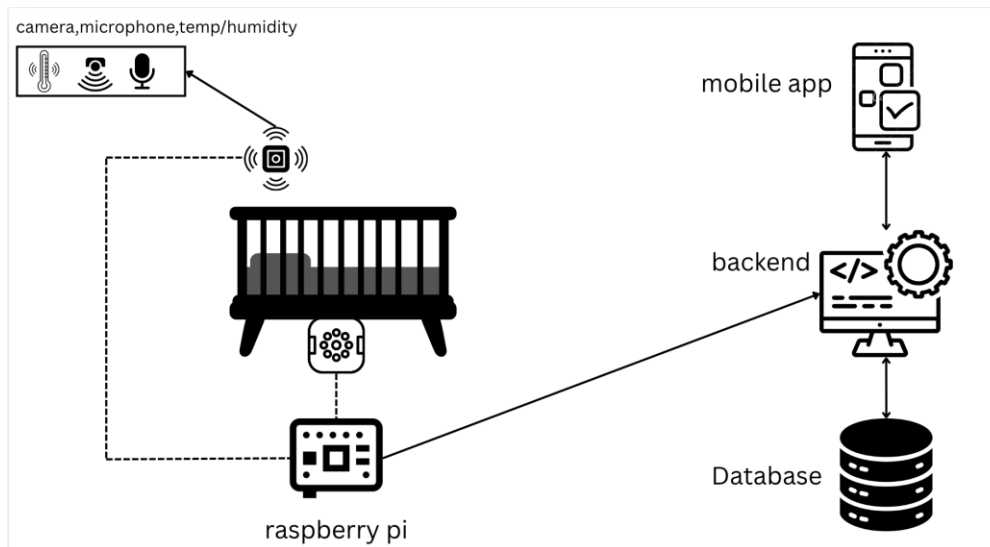 camera,microphone,temp/humidity
mobile app
backend
</>
Database
raspberry pi